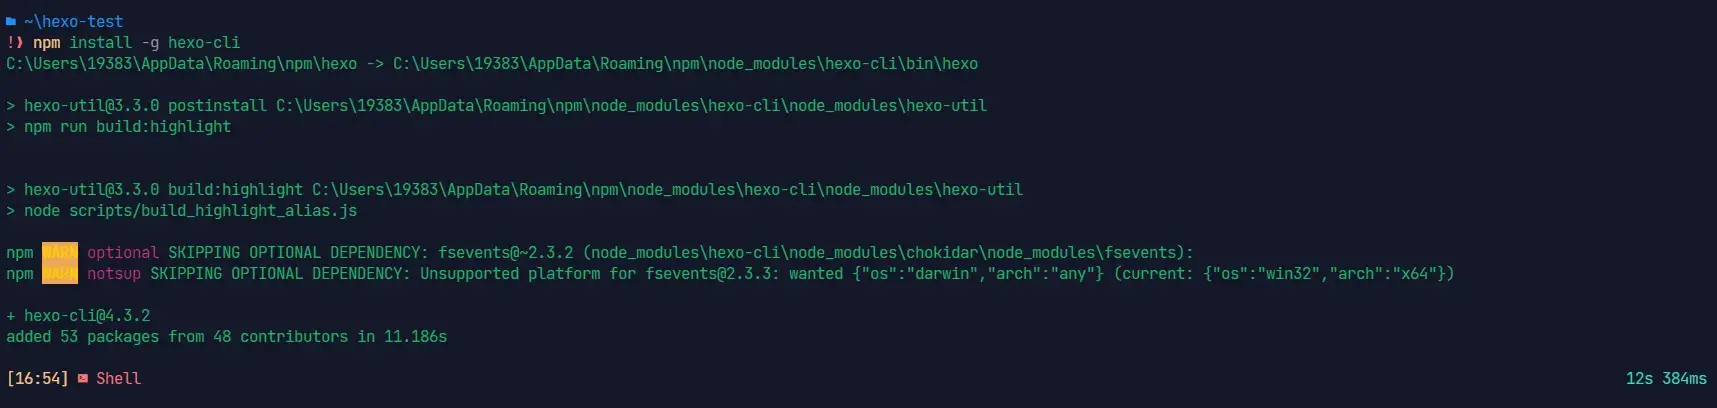 ~\hexo-test
!❯ npm install -g hexo-cli
C:\Users\19383\AppData\Roaming\npm\hexo -> C:\Users\19383\AppData\Roaming\npm\node_modules\hexo-cli\bin\hexo
> hexo-util@3.3.0 postinstall C:\Users\19383\AppData\Roaming\npm\node_modules\hexo-cli\node_modules\hexo-util
> npm run build:highlight
> hexo-util@3.3.0 build:highlight C:\Users\19383\AppData\Roaming\npm\node_modules\hexo-cli\node_modules\hexo-util
> node scripts/build_highlight_alias.js
npm WARN optional SKIPPING OPTIONAL DEPENDENCY: fsevents@~2.3.2 (node_modules\hexo-cli\node_modules\chokidar\node_modules\fsevents):
npm WARN notsup SKIPPING OPTIONAL DEPENDENCY: Unsupported platform for fsevents@2.3.3: wanted {"os":"darwin","arch":"any"} (current: {"os":"win32","arch":"x64"})
+ hexo-cli@4.3.2
added 53 packages from 48 contributors in 11.186s
[16:54] Shell 12s 384ms